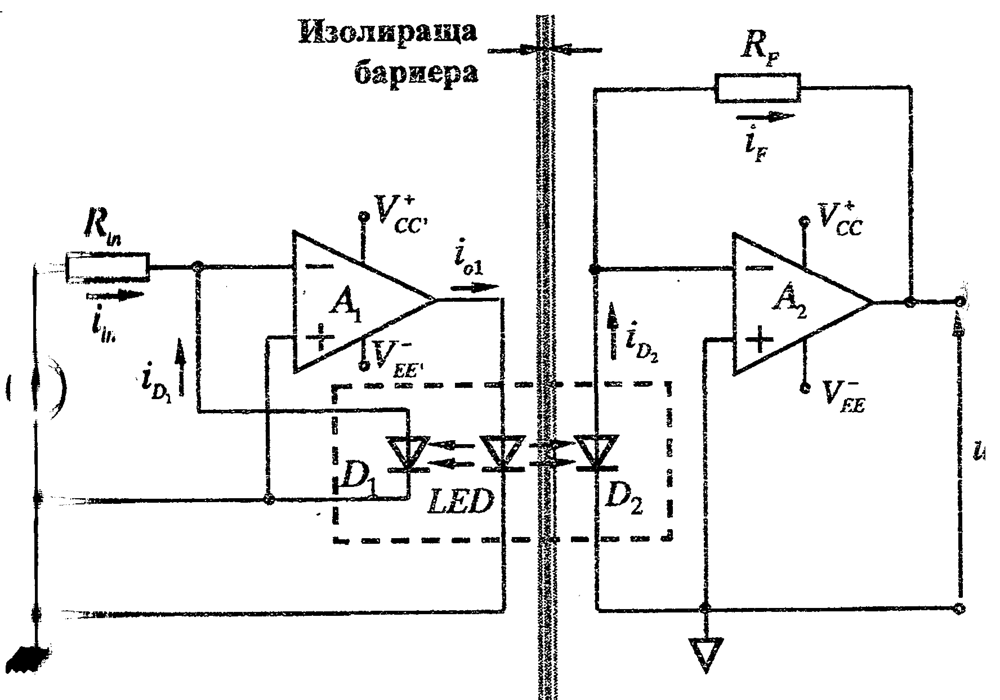 Изолираща
бариера
R_F
i_F
R_in
i_in
V_CC'^+
i_o1
V_CC^+
A_1
A_2
i_D1
V_EE'^-
i_D2
V_EE^-
D_1
LED
D_2
u